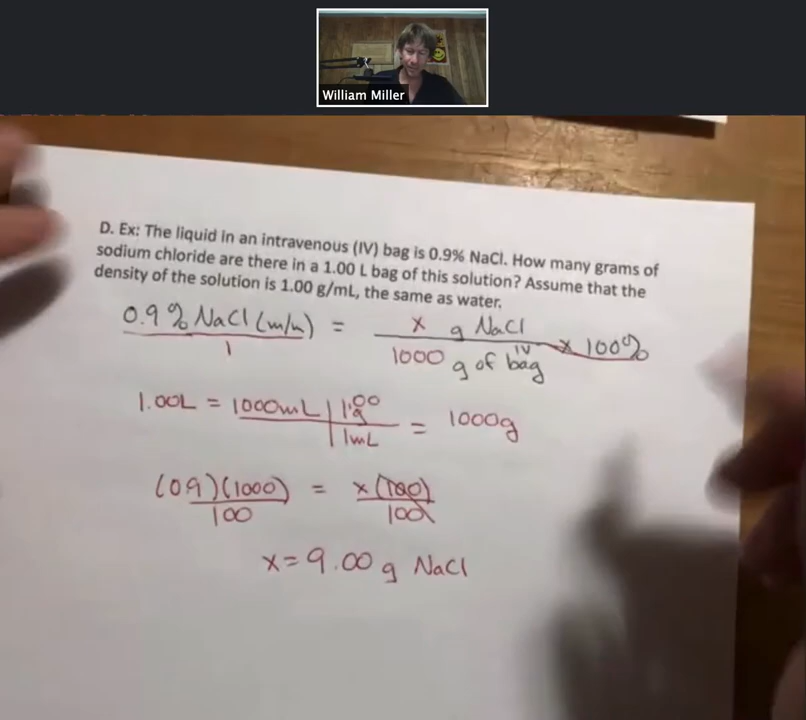 William Miller
D. Ex: The liquid in an intravenous (IV) bag is 0.9% NaCl. How many grams of
sodium chloride are there in a 1.00 L bag of this solution? Assume that the
density of the solution is 1.00 g/mL, the same as water.
0.9% NaCl (m/m) = x g NaCl x 100%
1 1000 g of IV bag
1.00L = 1000mL | 1.00 g = 1000g
1mL
(0.9)(1000) = x(100)
100 100
x = 9.00 g NaCl